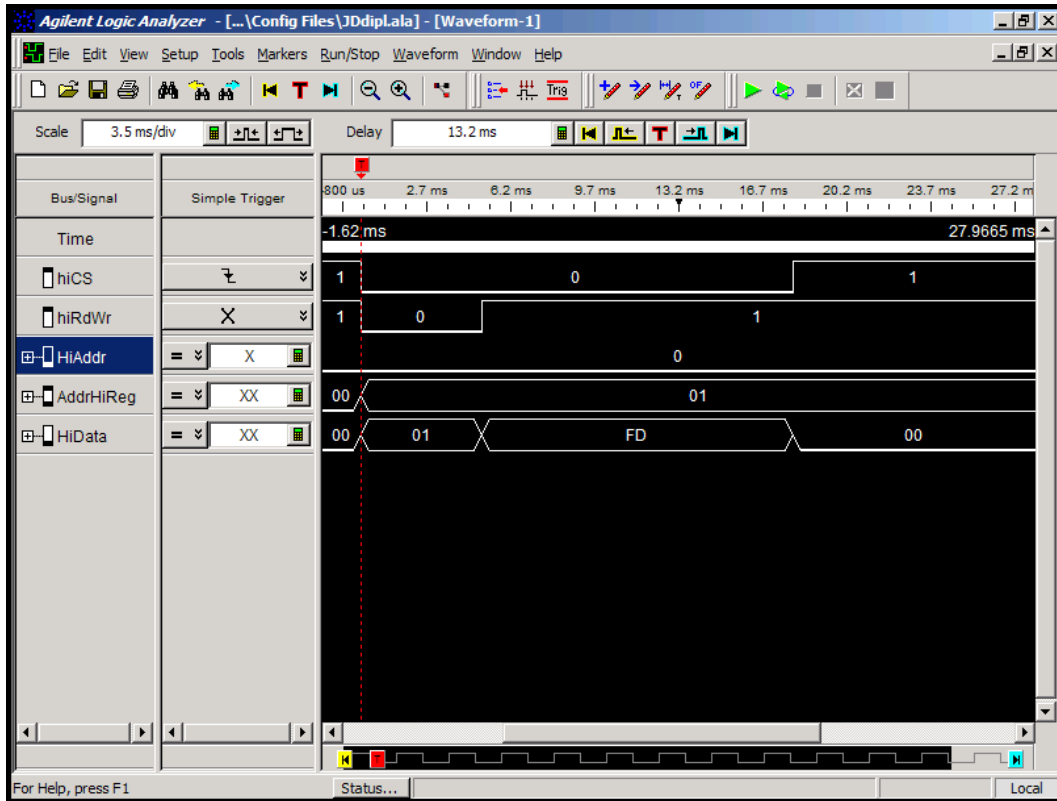 Agilent Logic Analyzer - [...\Config Files\JDdipl.ala] - [Waveform-1]
File Edit View Setup Tools Markers Run/Stop Waveform Window Help
T Trig
Scale 3.5 ms/div Delay 13.2 ms T
T
Bus/Signal Simple Trigger -800 us 2.7 ms 6.2 ms 9.7 ms 13.2 ms 16.7 ms 20.2 ms 23.7 ms 27.2 m
Time -1.62 ms 27.9665 ms
hiCS 1 0 1
hiRdWr X 1 0 1
HiAddr = X 0
AddrHiReg = XX 00 01
HiData = XX 00 01 FD 00
T
For Help, press F1 Status... Local